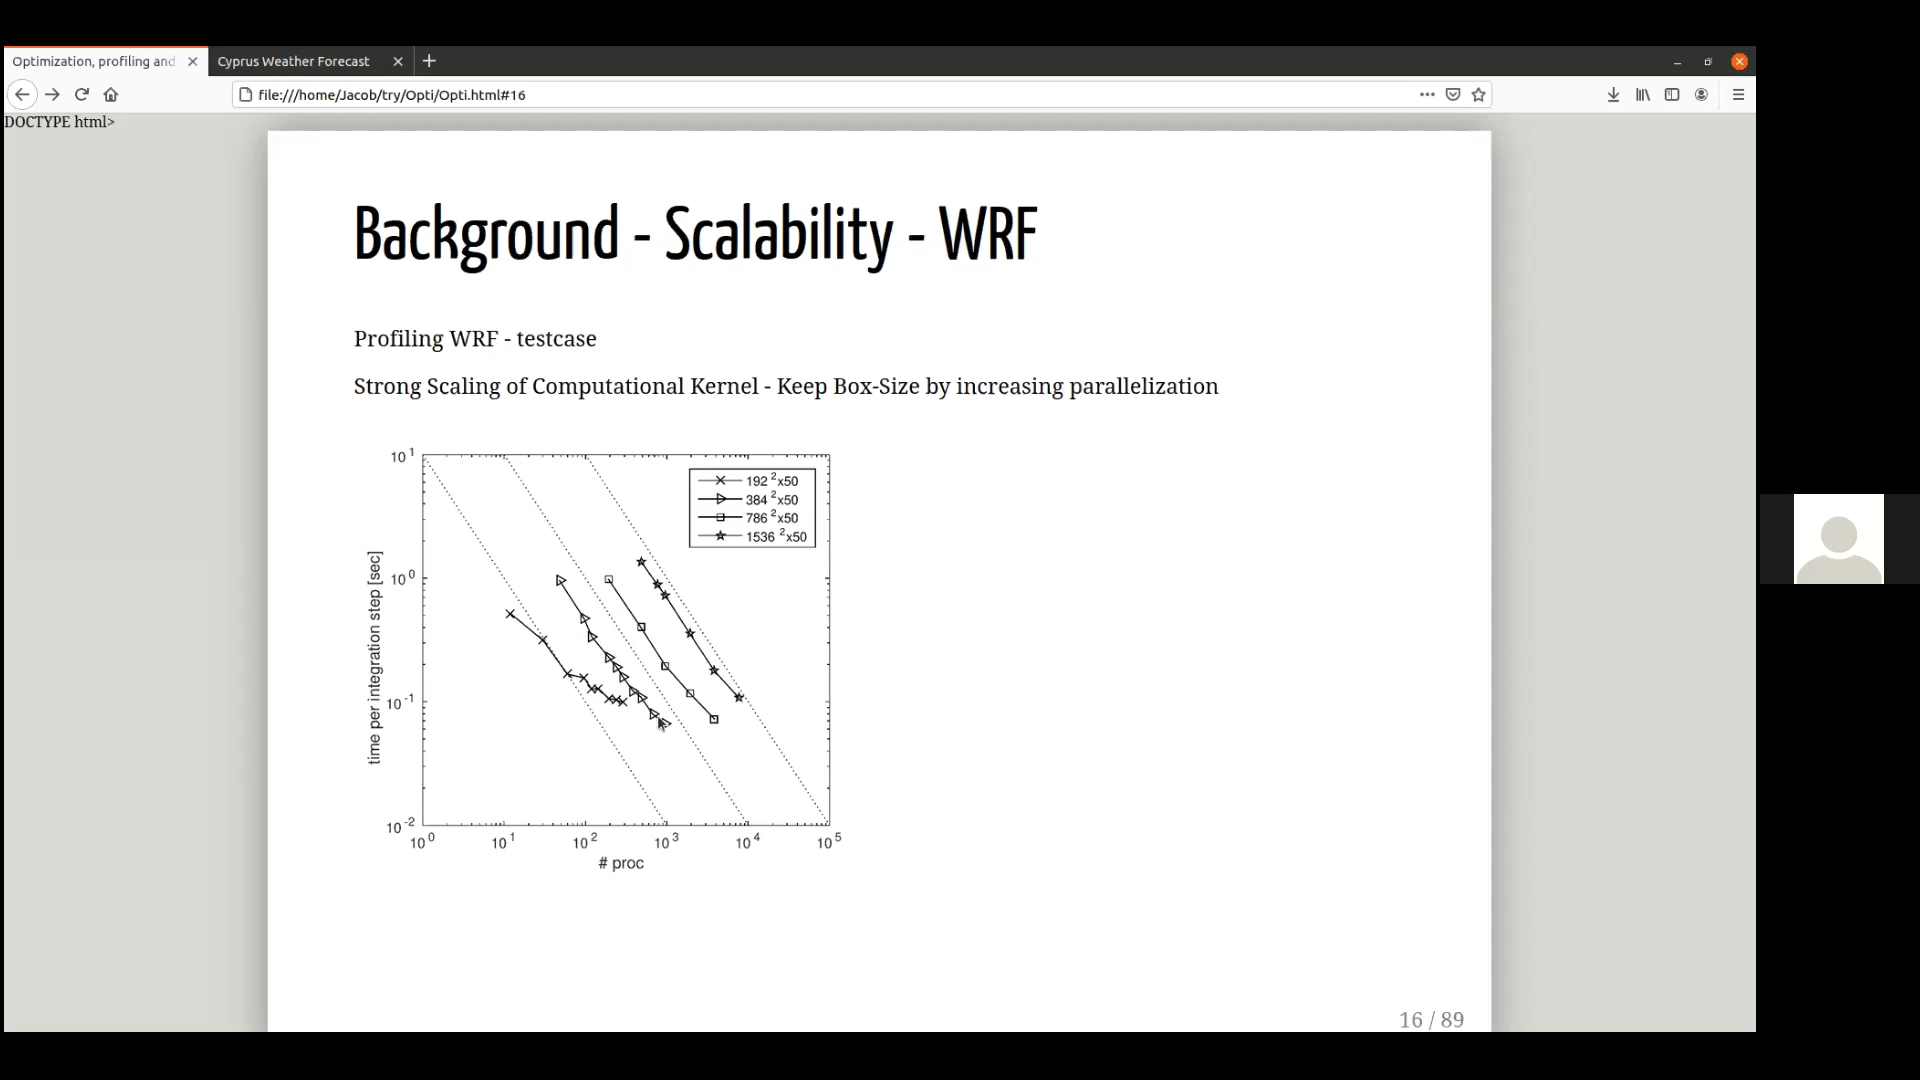 Optimization, profiling and
Cyprus Weather Forecast
file:///home/Jacob/try/Opti/Opti.html#16
DOCTYPE html>
Background - Scalability - WRF
Profiling WRF - testcase
Strong Scaling of Computational Kernel - Keep Box-Size by increasing parallelization
10^1
10^0
10^-1
10^-2
time per integration step [sec]
192^2x50
384^2x50
786^2x50
1536^2x50
10^0 10^1 10^2 10^3 10^4 10^5
# proc
16 / 89